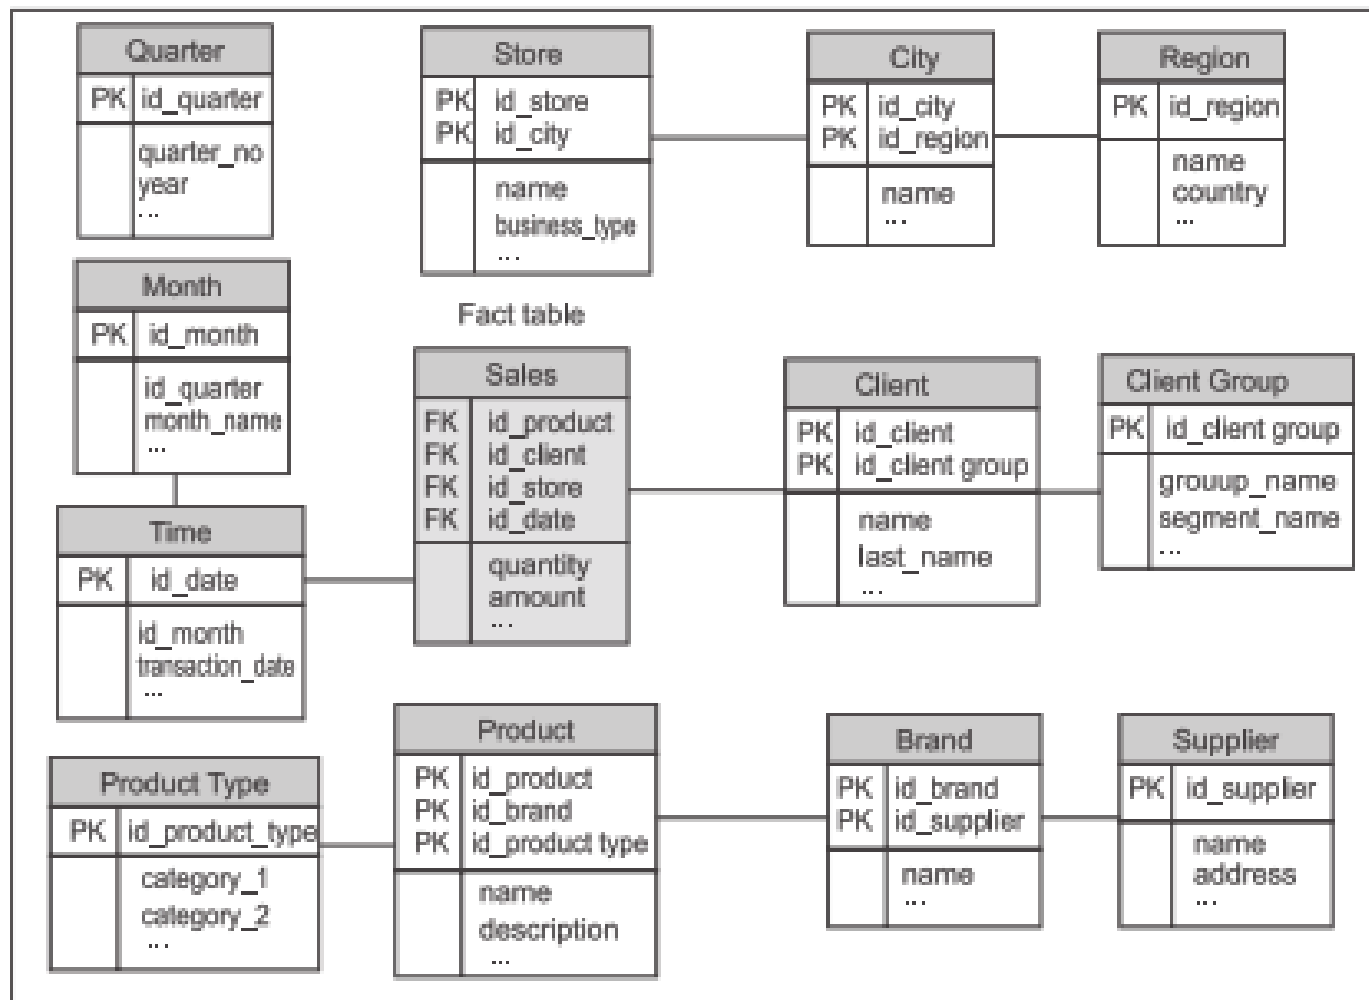 Quarter
PK id_quarter
quarter_no
year
...
Store
PK id_store
PK id_city
name
business_type
...
City
PK id_city
PK id_region
name
...
Region
PK id_region
name
country
...
Month
PK id_month
id_quarter
month_name
...
Fact table
Sales
FK id_product
FK id_client
FK id_store
FK id_date
quantity
amount
...
Client
PK id_client
PK id_client group
name
last_name
...
Client Group
PK id_client group
grouup_name
segment_name
...
Time
PK id_date
id_month
transaction_date
...
Product Type
PK id_product_type
category_1
category_2
...
Product
PK id_product
PK id_brand
PK id_product type
name
description
...
Brand
PK id_brand
PK id_supplier
name
...
Supplier
PK id_supplier
name
address
...